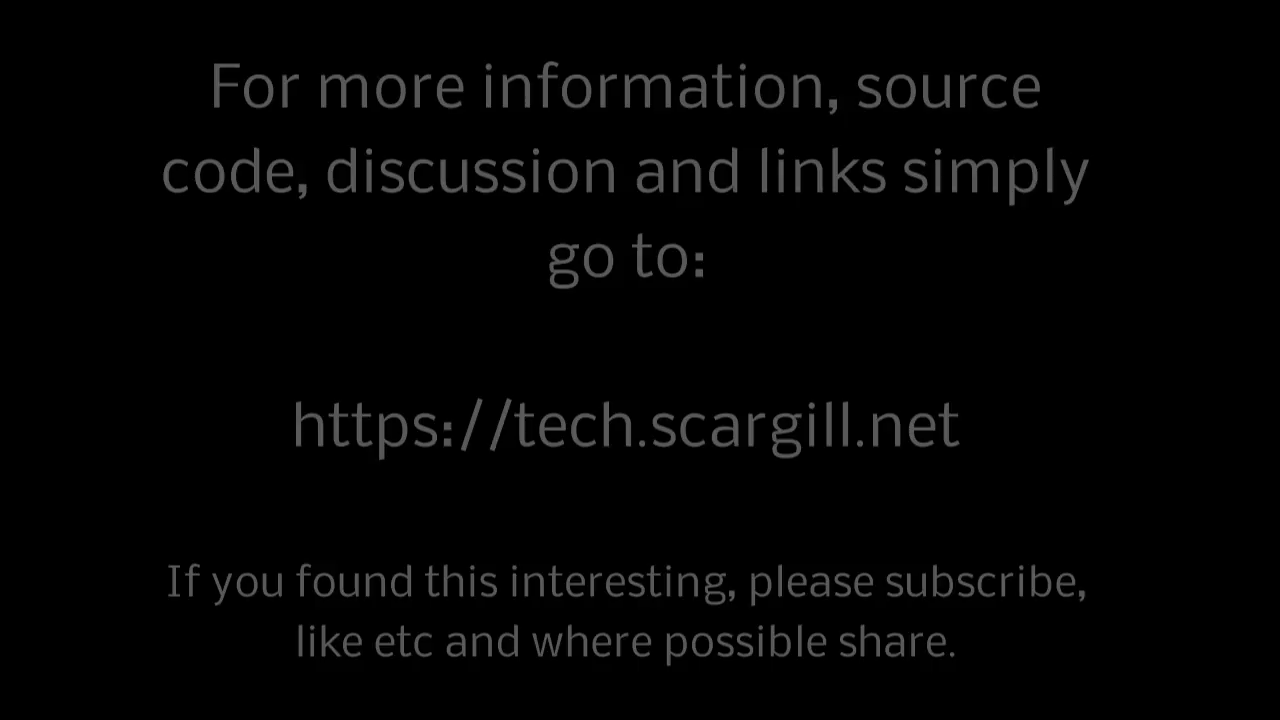 For more information, source
code, discussion and links simply
go to:
https://tech.scargill.net
If you found this interesting, please subscribe,
like etc and where possible share.